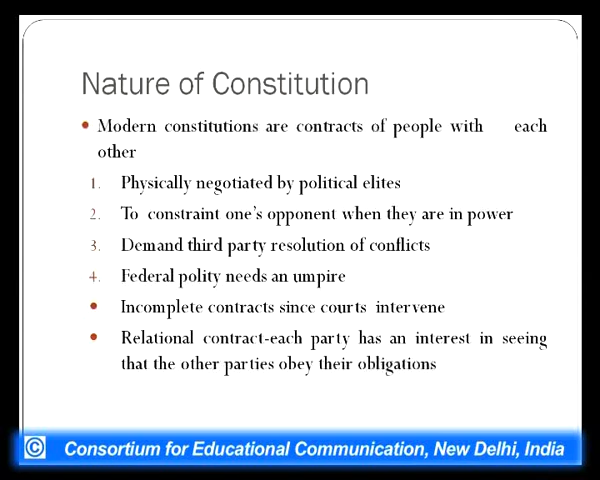 Nature of Constitution
• Modern constitutions are contracts of people with each
other
1. Physically negotiated by political elites
2. To constraint one's opponent when they are in power
3. Demand third party resolution of conflicts
4. Federal polity needs an umpire
• Incomplete contracts since courts intervene
• Relational contract-each party has an interest in seeing
that the other parties obey their obligations
© Consortium for Educational Communication, New Delhi, India